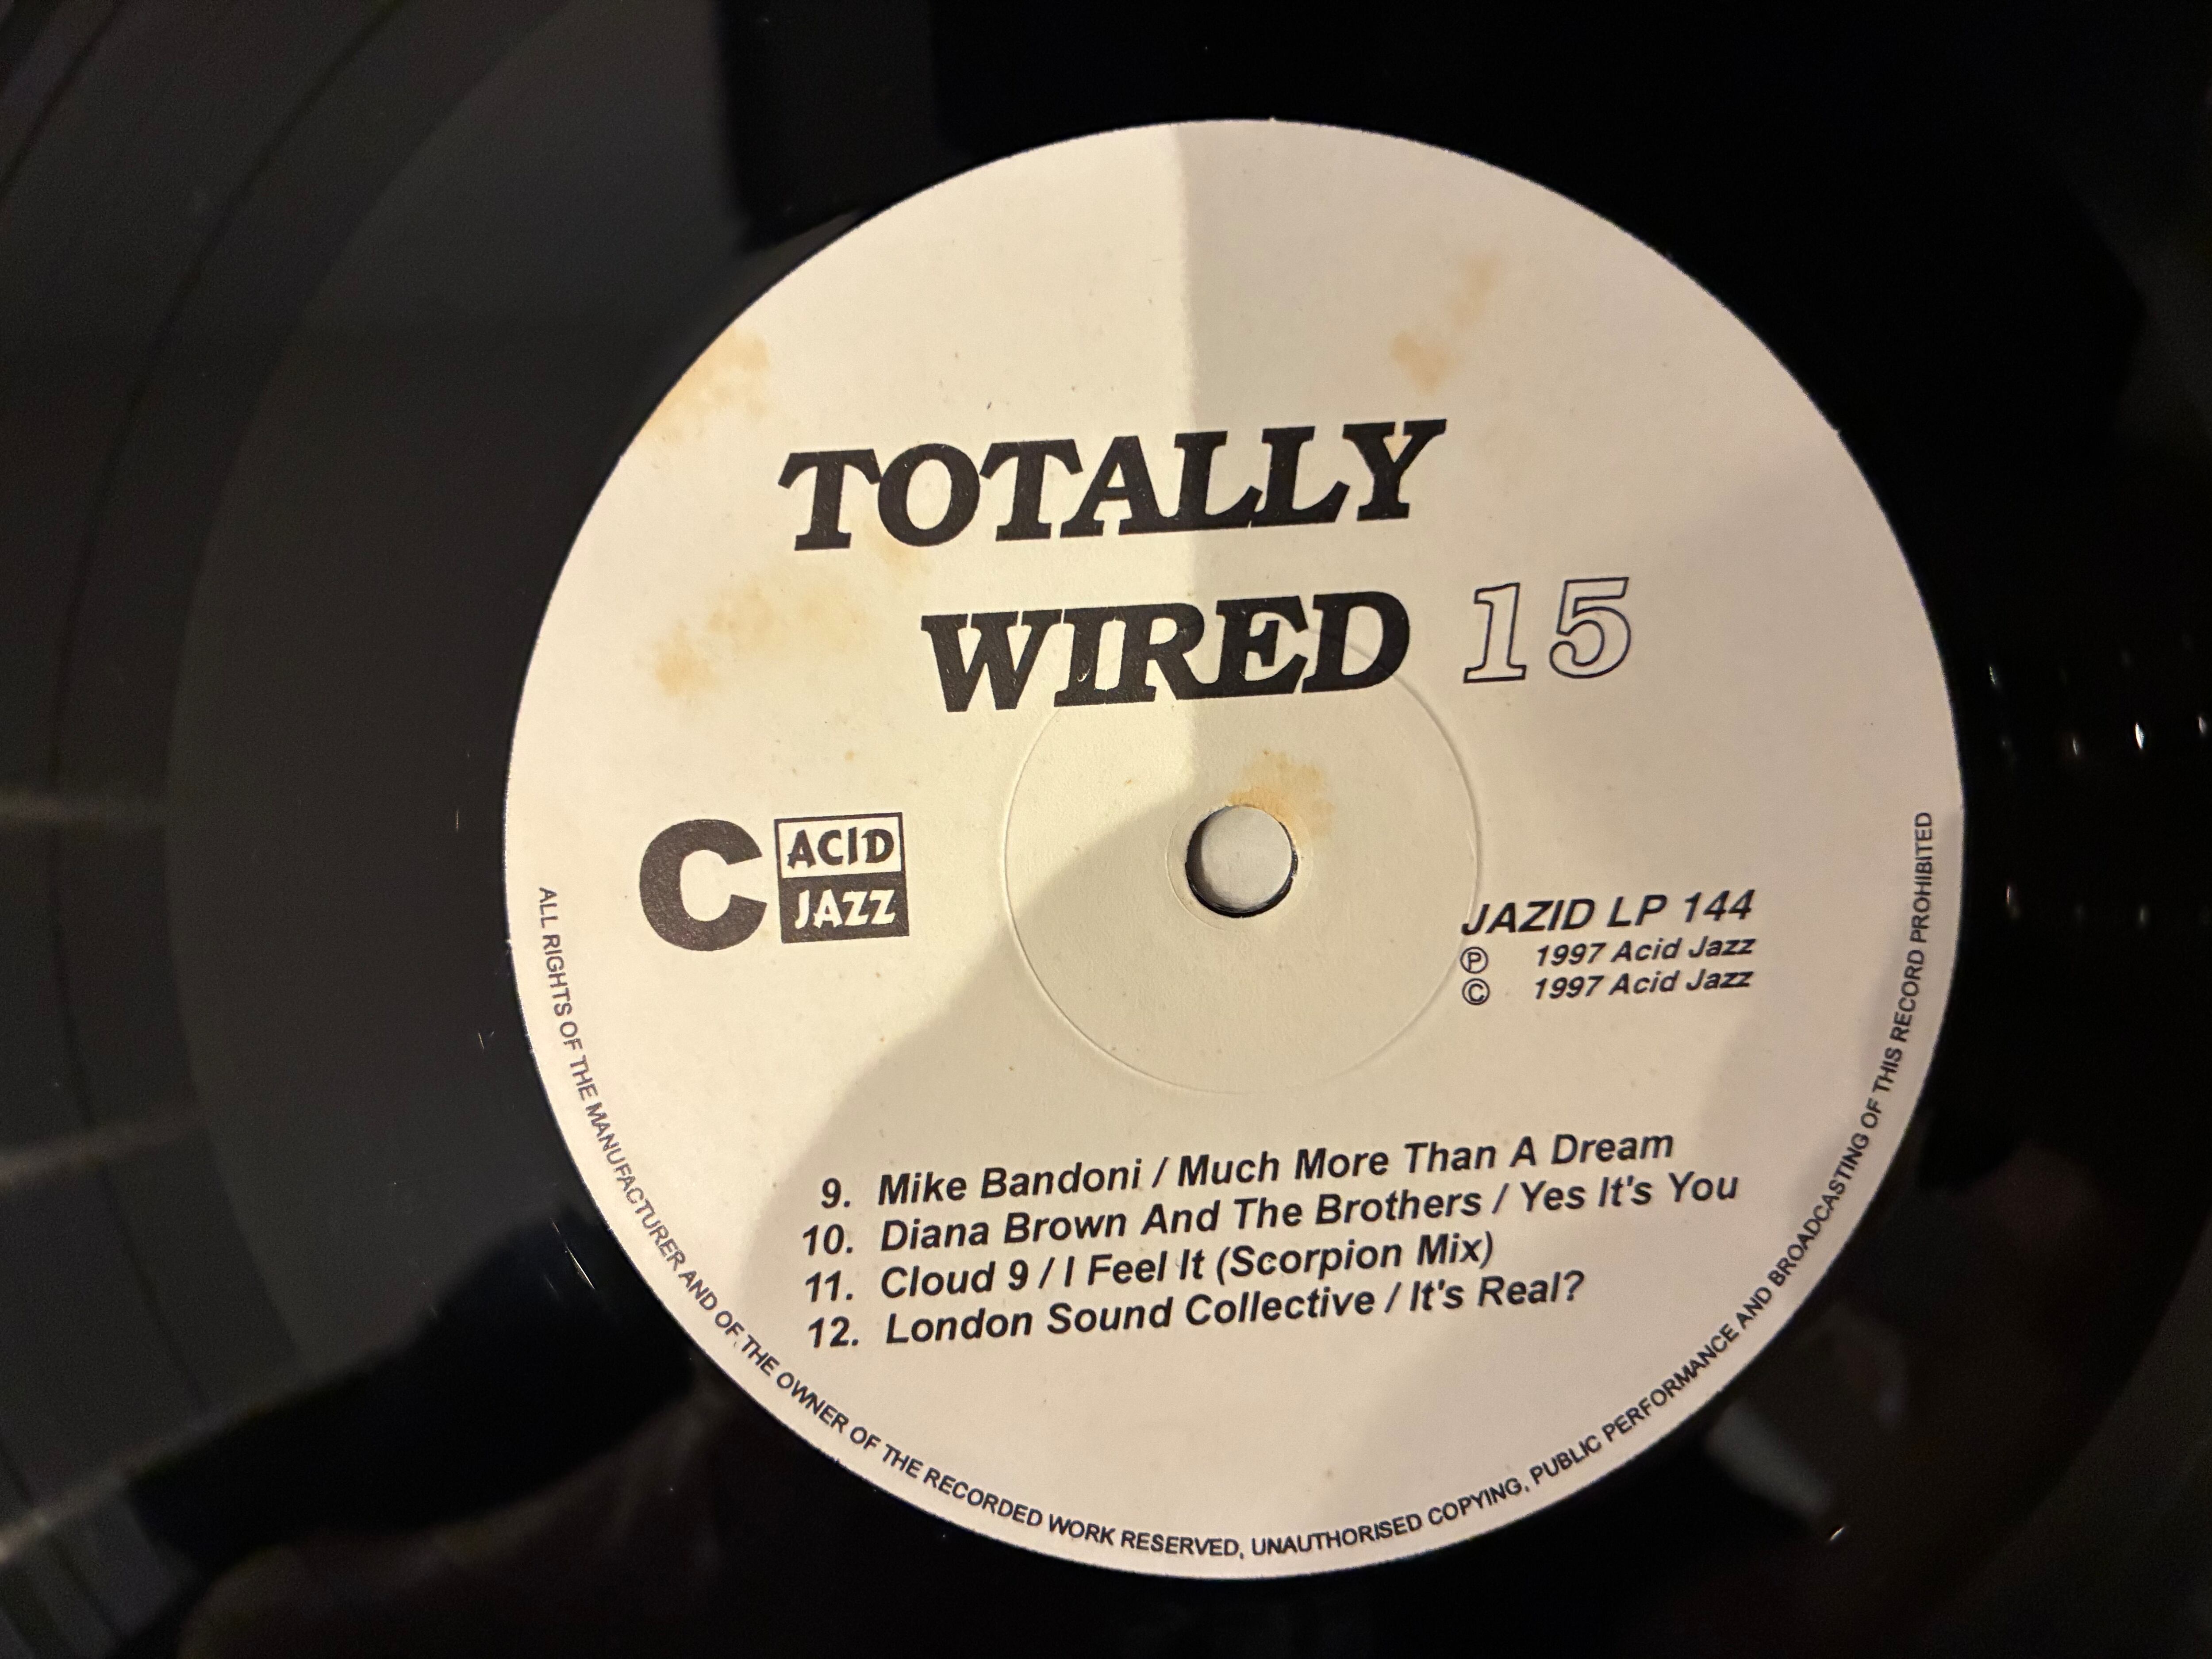 TOTALLY
WIRED 15
C ACID
JAZZ
JAZID LP 144
Ⓟ 1997 Acid Jazz
© 1997 Acid Jazz
9. Mike Bandoni / Much More Than A Dream
10. Diana Brown And The Brothers / Yes It's You
11. Cloud 9 / I Feel It (Scorpion Mix)
12. London Sound Collective / It's Real?
ALL RIGHTS OF THE MANUFACTURER AND OF THE OWNER OF THE RECORDED WORK RESERVED, UNAUTHORISED COPYING, PUBLIC PERFORMANCE AND BROADCASTING OF THIS RECORD PROHIBITED